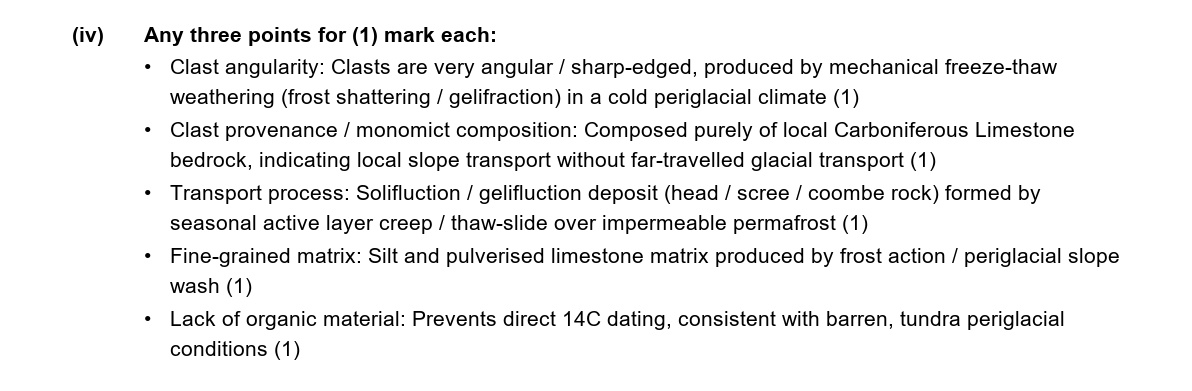 (iv) Any three points for (1) mark each:
• Clast angularity: Clasts are very angular / sharp-edged, produced by mechanical freeze-thaw
weathering (frost shattering / gelifraction) in a cold periglacial climate (1)
• Clast provenance / monomict composition: Composed purely of local Carboniferous Limestone
bedrock, indicating local slope transport without far-travelled glacial transport (1)
• Transport process: Solifluction / gelifluction deposit (head / scree / coombe rock) formed by
seasonal active layer creep / thaw-slide over impermeable permafrost (1)
• Fine-grained matrix: Silt and pulverised limestone matrix produced by frost action / periglacial slope
wash (1)
• Lack of organic material: Prevents direct 14C dating, consistent with barren, tundra periglacial
conditions (1)